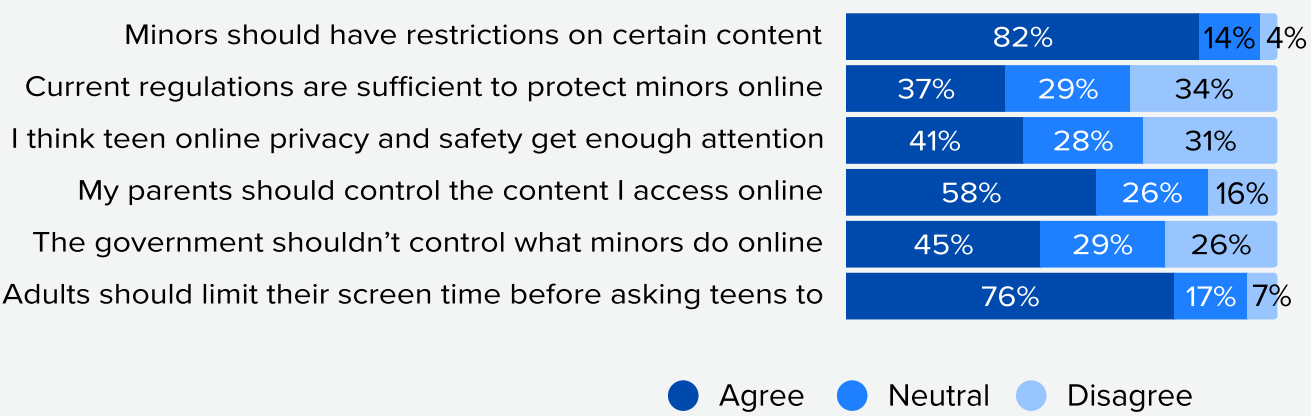 Minors should have restrictions on certain content 82% 14% 4%
Current regulations are sufficient to protect minors online 37% 29% 34%
I think teen online privacy and safety get enough attention 41% 28% 31%
My parents should control the content I access online 58% 26% 16%
The government shouldn’t control what minors do online 45% 29% 26%
Adults should limit their screen time before asking teens to 76% 17% 7%
Agree Neutral Disagree